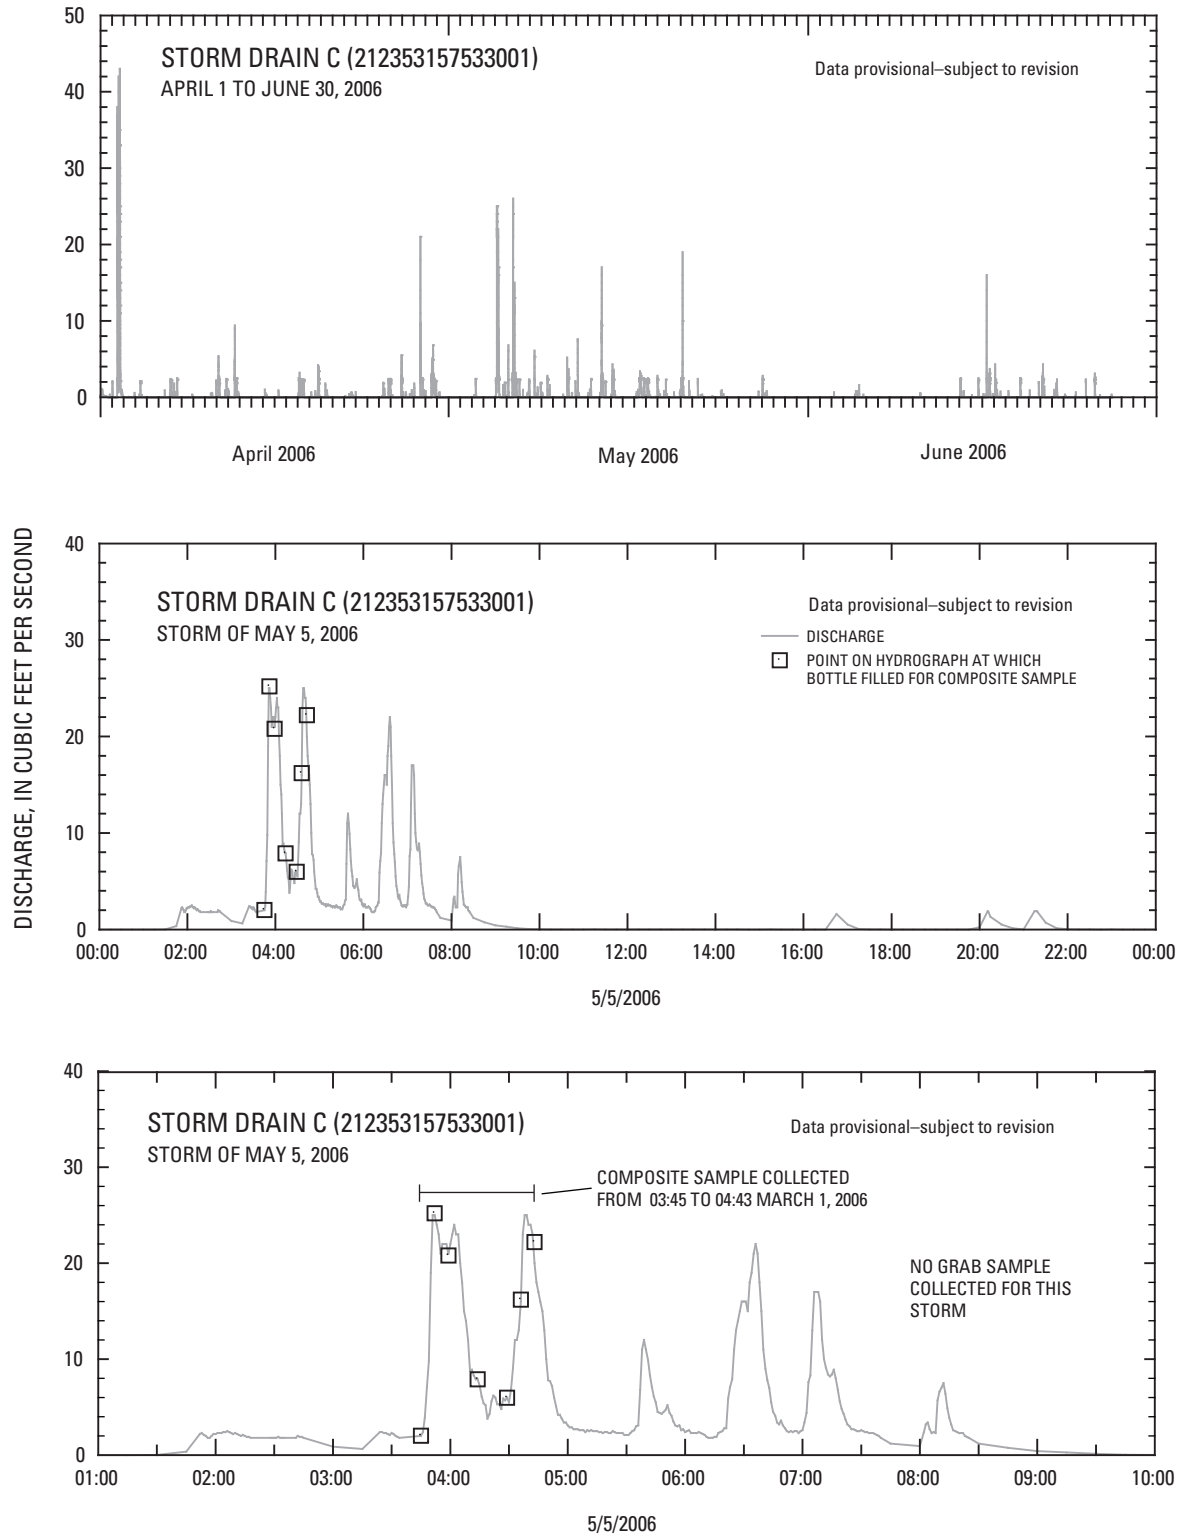 50
STORM DRAIN C (212353157533001)
APRIL 1 TO JUNE 30, 2006
Data provisional–subject to revision
40
30
20
10
0
April 2006 May 2006 June 2006
DISCHARGE, IN CUBIC FEET PER SECOND
40
STORM DRAIN C (212353157533001)
STORM OF MAY 5, 2006
Data provisional–subject to revision
DISCHARGE
POINT ON HYDROGRAPH AT WHICH
BOTTLE FILLED FOR COMPOSITE SAMPLE
30
20
10
0
00:00 02:00 04:00 06:00 08:00 10:00 12:00 14:00 16:00 18:00 20:00 22:00 00:00
5/5/2006
40
STORM DRAIN C (212353157533001)
STORM OF MAY 5, 2006
Data provisional–subject to revision
COMPOSITE SAMPLE COLLECTED
FROM 03:45 TO 04:43 MARCH 1, 2006
NO GRAB SAMPLE
COLLECTED FOR THIS
STORM
30
20
10
0
01:00 02:00 03:00 04:00 05:00 06:00 07:00 08:00 09:00 10:00
5/5/2006